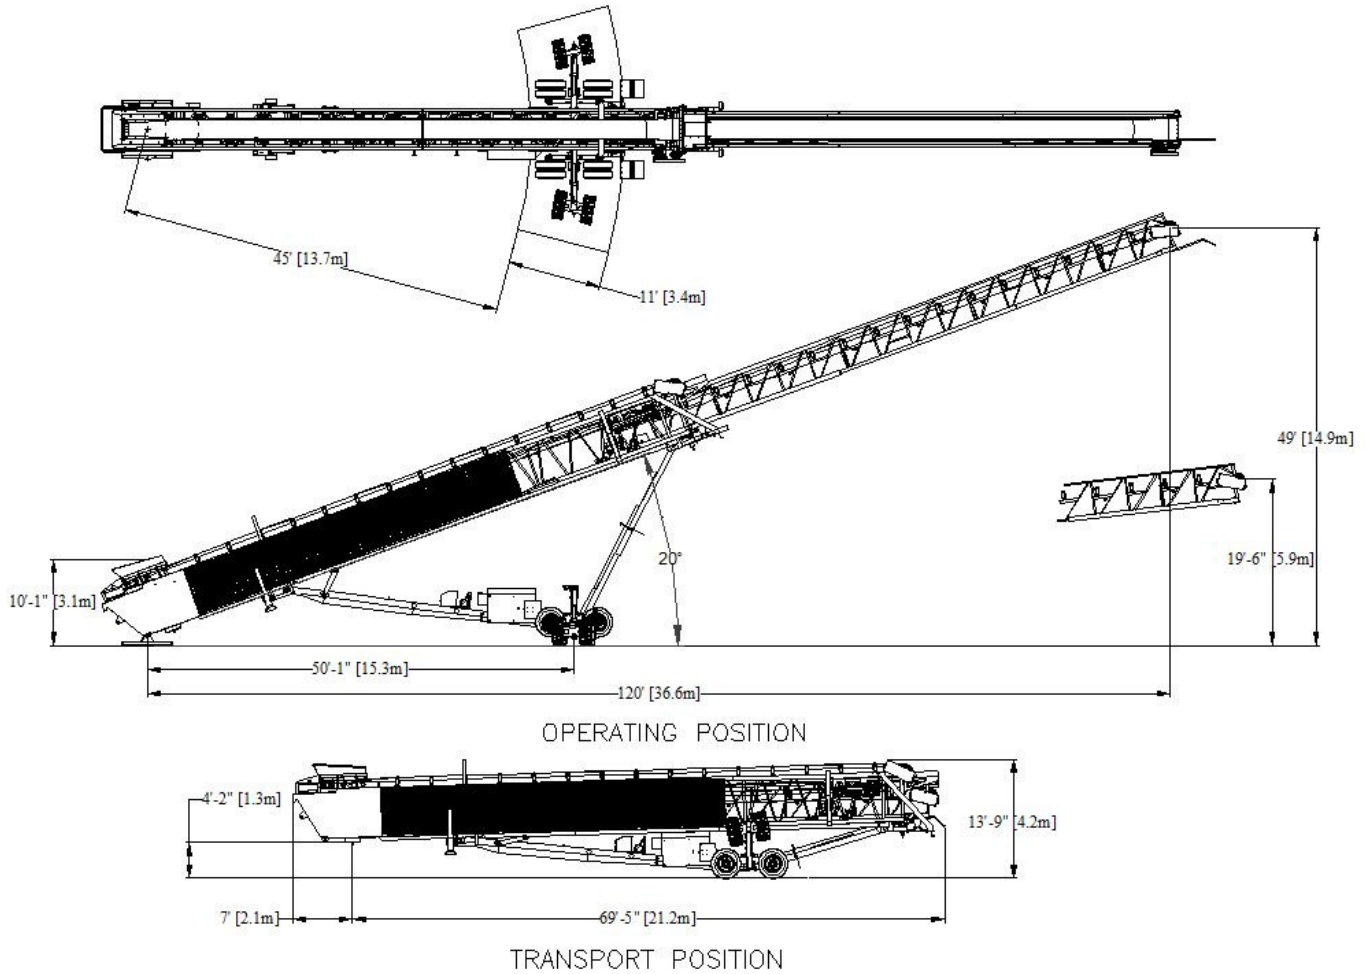 45' [13.7m]
11' [3.4m]
49' [14.9m]
20°
19'-6" [5.9m]
10'-1" [3.1m]
50'-1" [15.3m]
120' [36.6m]
OPERATING POSITION
4'-2" [1.3m]
13'-9" [4.2m]
7' [2.1m]
69'-5" [21.2m]
TRANSPORT POSITION